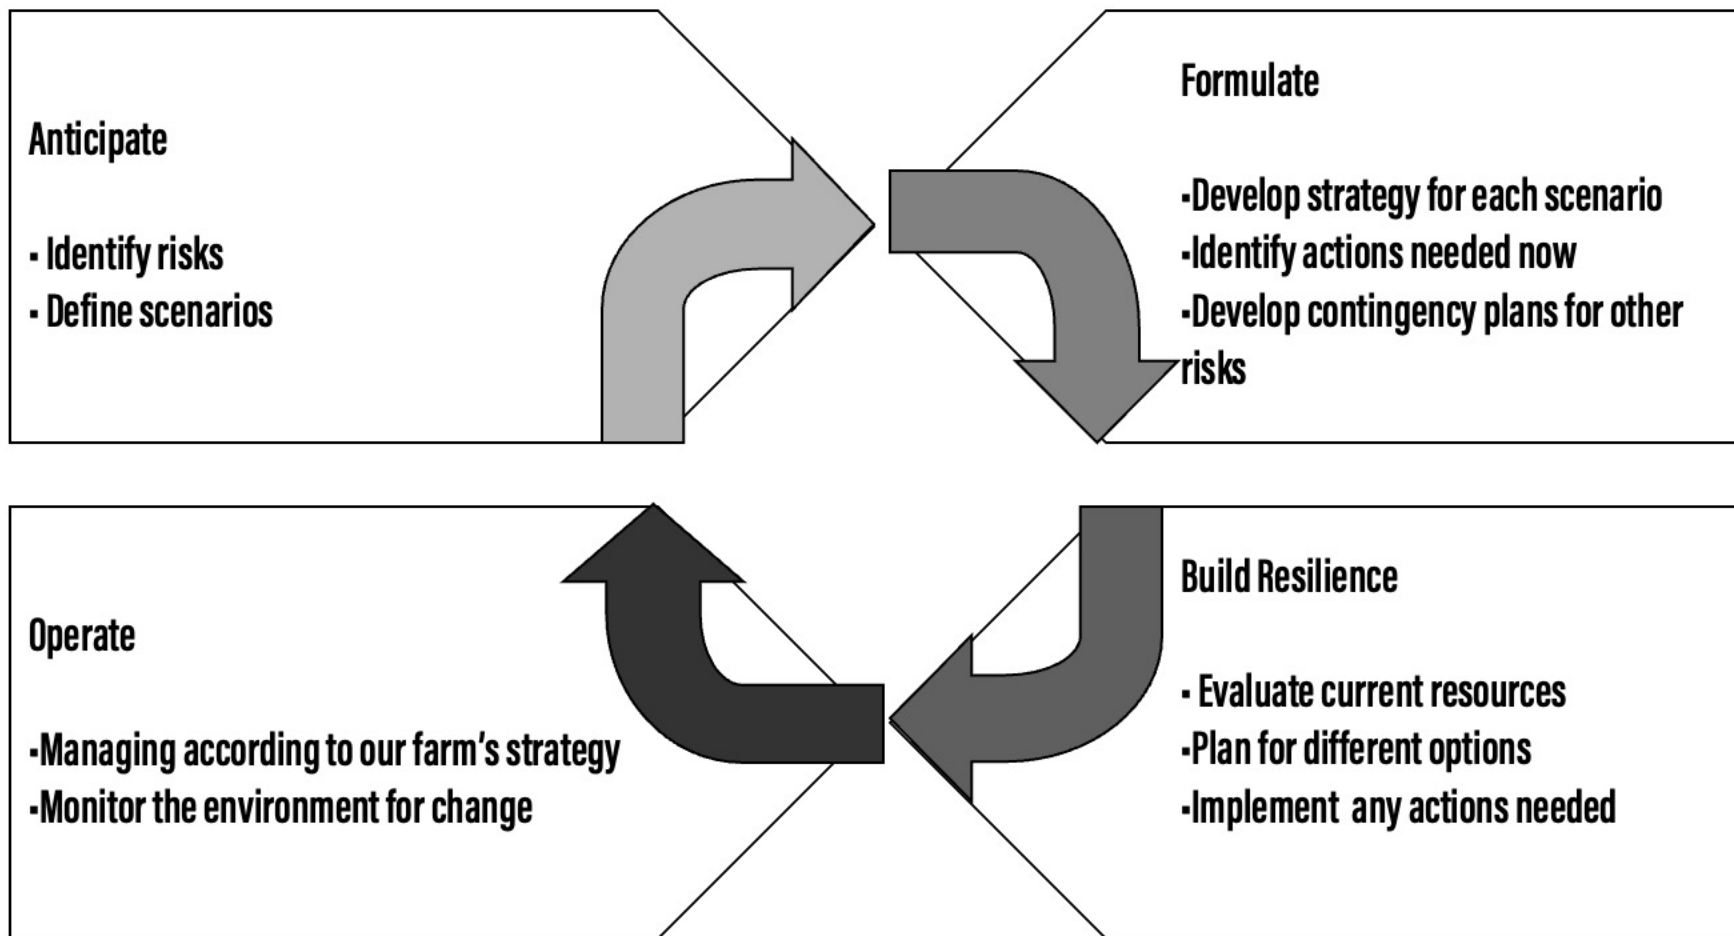 Anticipate
- Identify risks
- Define scenarios
Formulate
-Develop strategy for each scenario
-Identify actions needed now
-Develop contingency plans for other
risks
Build Resilience
- Evaluate current resources
-Plan for different options
-Implement  any actions needed
Operate
-Managing according to our farm's strategy
-Monitor the environment for change